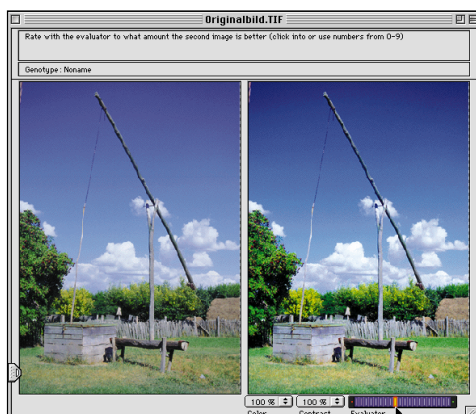 Originalbild.TIF
Rate with the evaluator to what amount the second image is better (click into or use numbers from 0-9)
Genotype: Noname
100 % 100 %
Color Contrast Evaluator